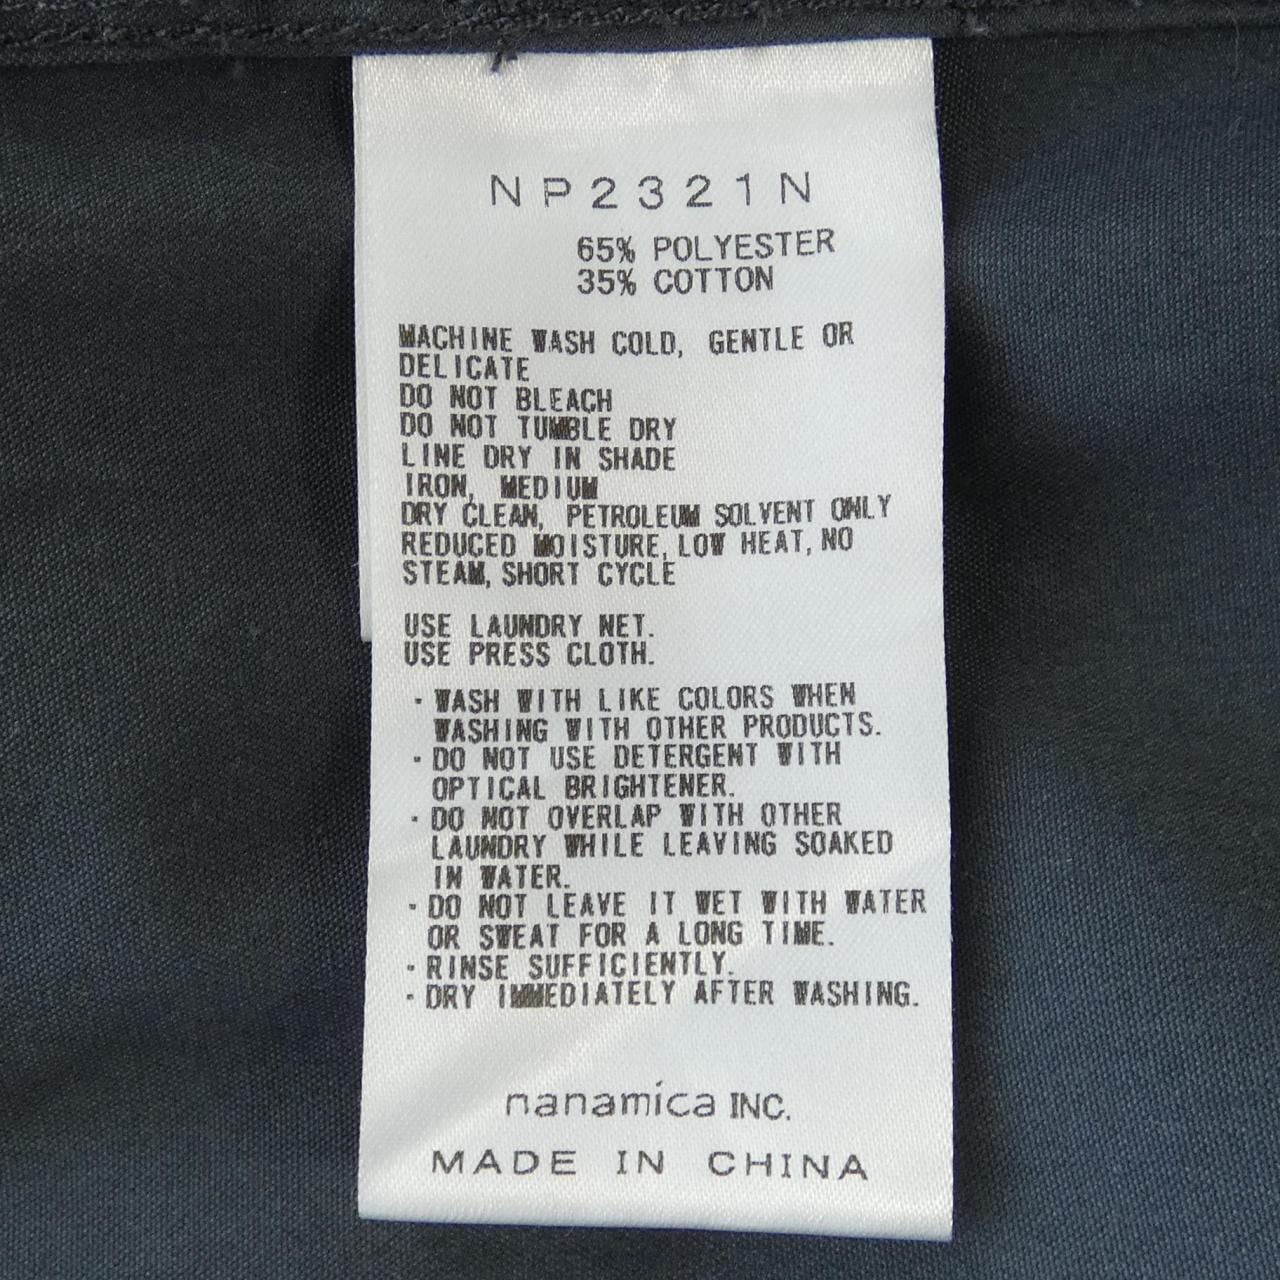 NP2321N
65% POLYESTER
35% COTTON
MACHINE WASH COLD, GENTLE OR
DELICATE
DO NOT BLEACH
DO NOT TUMBLE DRY
LINE DRY IN SHADE
IRON, MEDIUM
DRY CLEAN, PETROLEUM SOLVENT ONLY
REDUCED MOISTURE, LOW HEAT, NO
STEAM, SHORT CYCLE
USE LAUNDRY NET.
USE PRESS CLOTH.
・WASH WITH LIKE COLORS WHEN
WASHING WITH OTHER PRODUCTS.
・DO NOT USE DETERGENT WITH
OPTICAL BRIGHTENER.
・DO NOT OVERLAP WITH OTHER
LAUNDRY WHILE LEAVING SOAKED
IN WATER.
・DO NOT LEAVE IT WET WITH WATER
OR SWEAT FOR A LONG TIME.
・RINSE SUFFICIENTLY.
・DRY IMMEDIATELY AFTER WASHING.
nanamica INC.
MADE IN CHINA